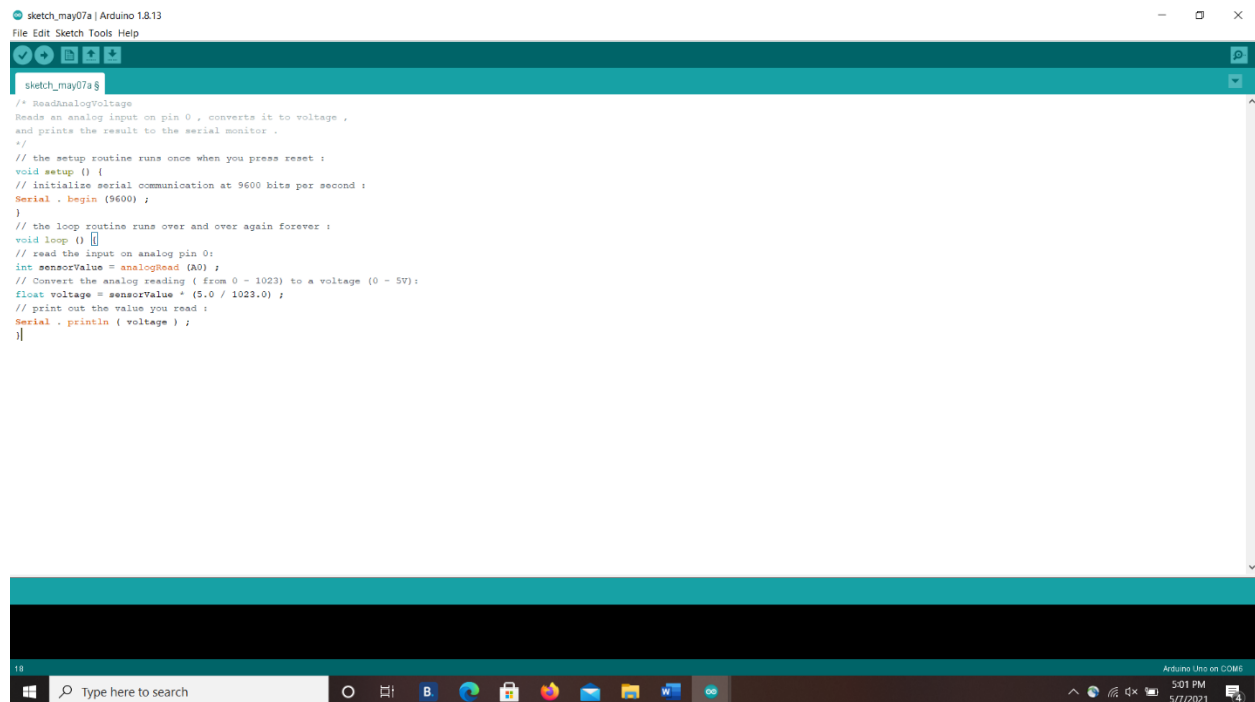 sketch_may07a | Arduino 1.8.13
File Edit Sketch Tools Help
sketch_may07a §
/* ReadAnalogVoltage
Reads an analog input on pin 0 , converts it to voltage ,
and prints the result to the serial monitor .
*/
// the setup routine runs once when you press reset :
void setup () {
// initialize serial communication at 9600 bits per second :
Serial . begin (9600) ;
}
// the loop routine runs over and over again forever :
void loop () {
// read the input on analog pin 0:
int sensorValue = analogRead (A0) ;
// Convert the analog reading ( from 0 - 1023) to a voltage (0 - 5V):
float voltage = sensorValue * (5.0 / 1023.0) ;
// print out the value you read :
Serial . println ( voltage ) ;
}
18
Arduino Uno on COM6
Type here to search
B.
W
5:01 PM
5/7/2021
4